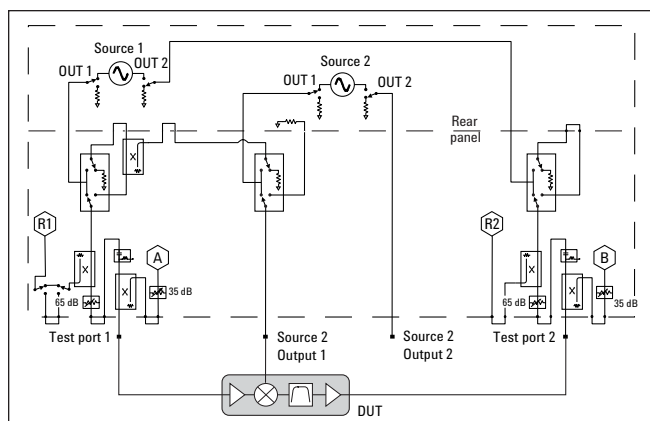 Source 1
OUT 1
OUT 2
Source 2
OUT 1
OUT 2
Rear
panel
X
R1
R2
A
B
X
X
X
X
65 dB
35 dB
65 dB
35 dB
Test port 1
Source 2
Output 1
Source 2
Output 2
Test port 2
DUT